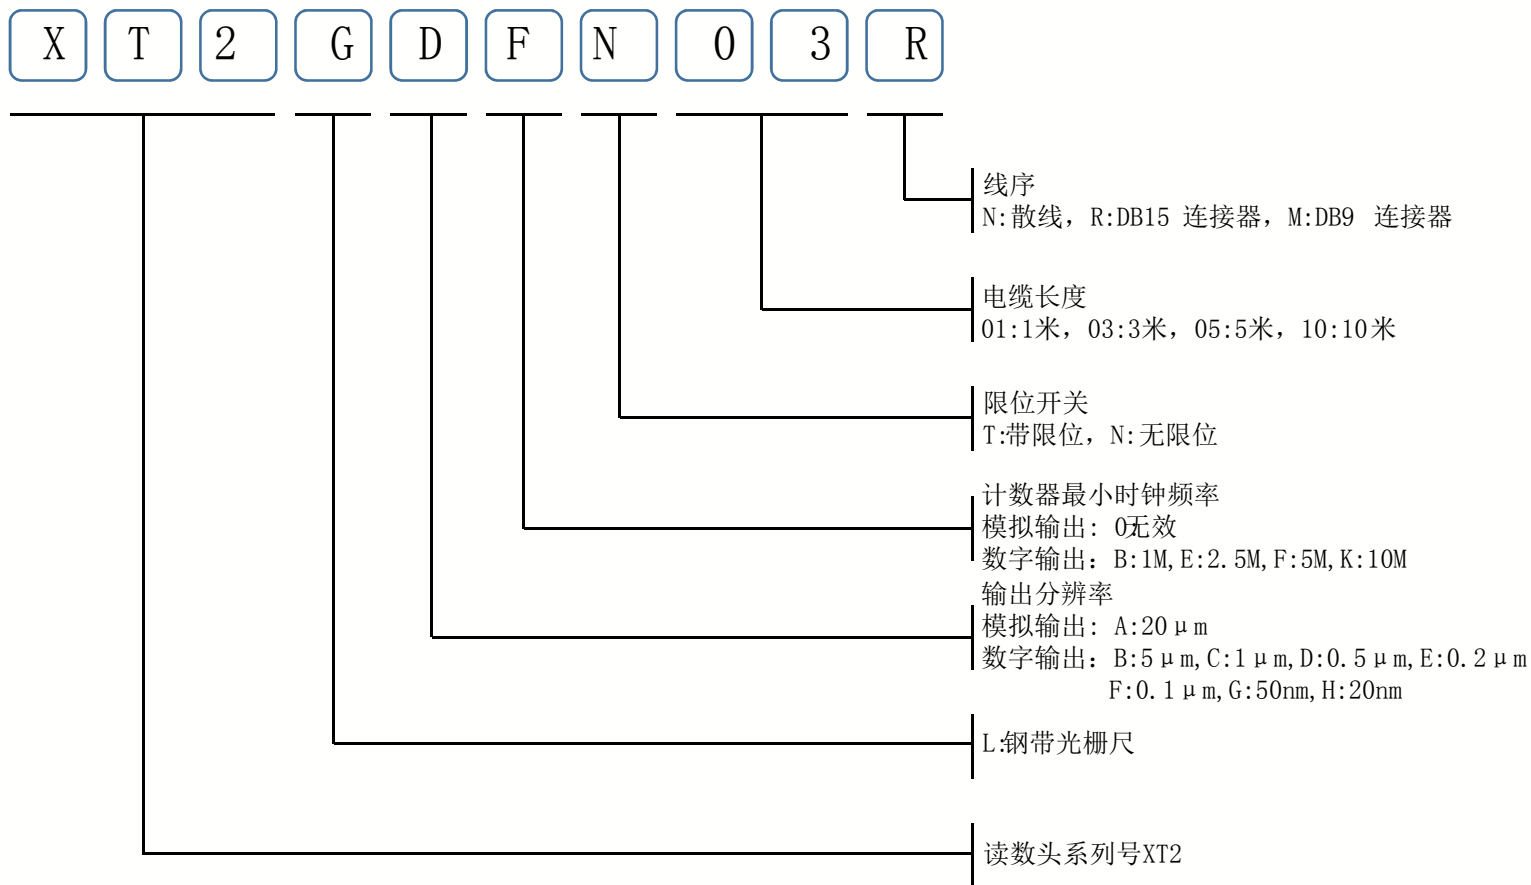 X T 2 G D F N 0 3 R
线序
N:散线，R:DB15 连接器，M:DB9 连接器
电缆长度
01:1米，03:3米，05:5米，10:10米
限位开关
T:带限位，N:无限位
计数器最小时钟频率
模拟输出: 0无效
数字输出：B:1M,E:2.5M,F:5M,K:10M
输出分辨率
模拟输出: A:20μm
数字输出：B:5μm,C:1μm,D:0.5μm,E:0.2μm
F:0.1μm,G:50nm,H:20nm
L:钢带光栅尺
读数头系列号XT2